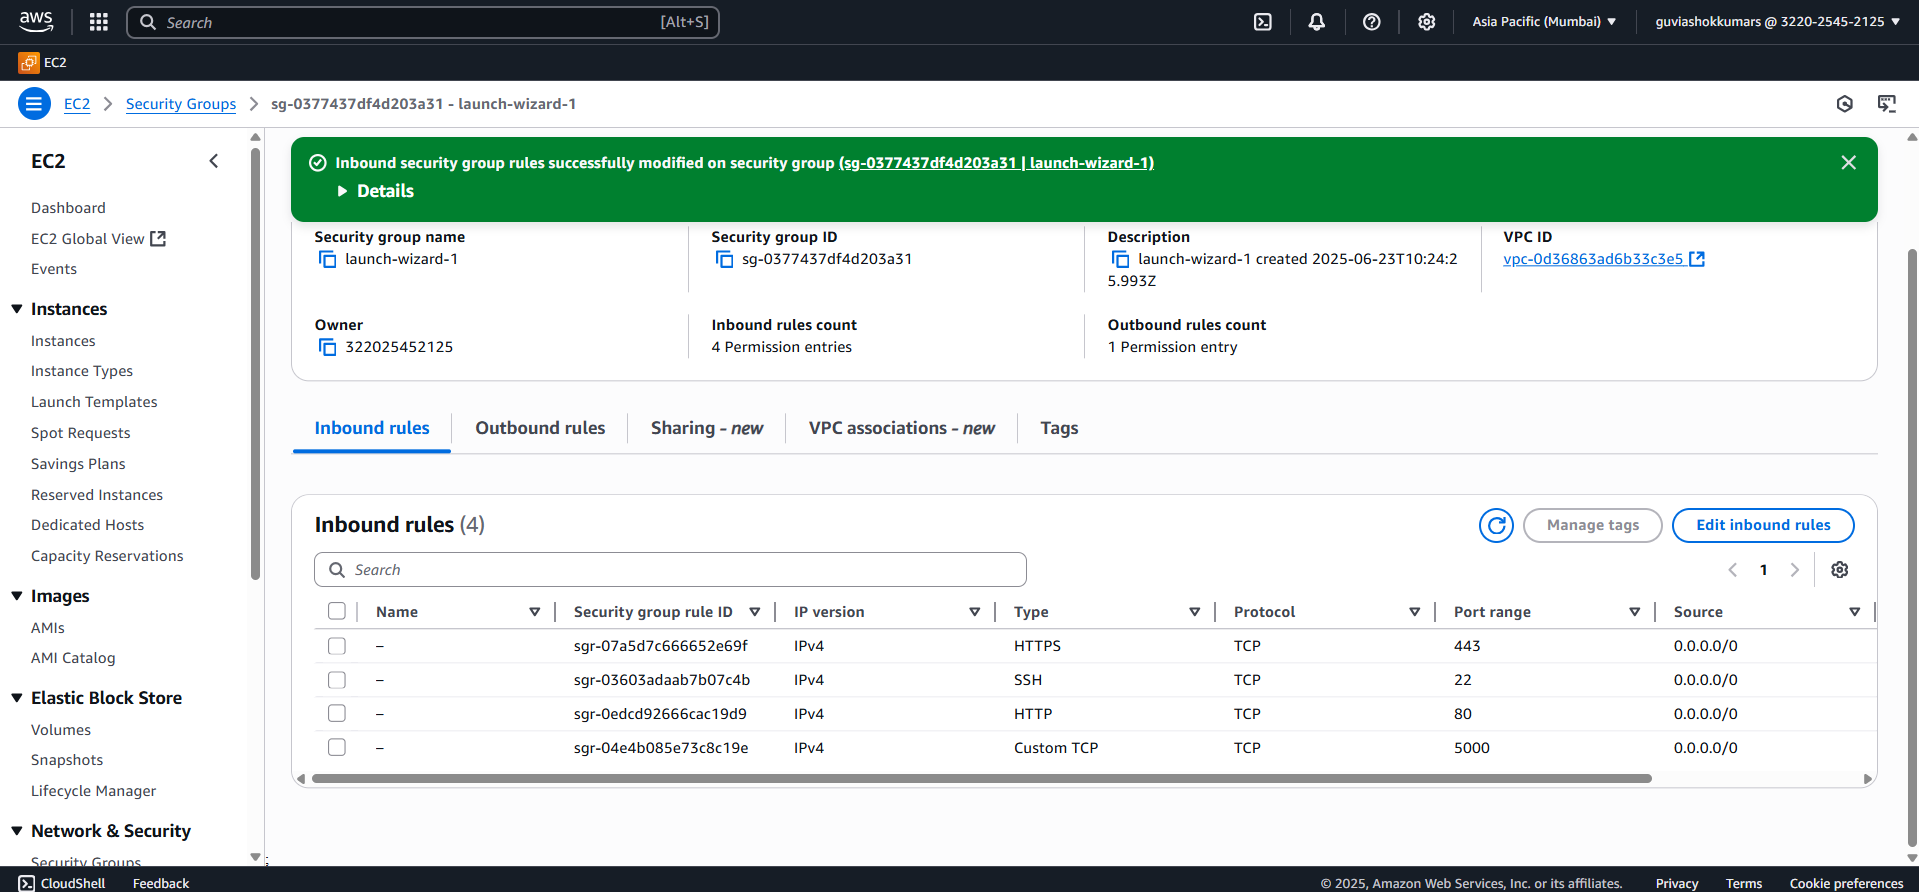 aws
Search [Alt+S]
Asia Pacific (Mumbai)
guviashokkumars @ 3220-2545-2125
EC2
EC2 > Security Groups > sg-0377437df4d203a31 - launch-wizard-1
EC2
Dashboard
EC2 Global View
Events
Instances
Instances
Instance Types
Launch Templates
Spot Requests
Savings Plans
Reserved Instances
Dedicated Hosts
Capacity Reservations
Images
AMIs
AMI Catalog
Elastic Block Store
Volumes
Snapshots
Lifecycle Manager
Network & Security
Security Groups
Inbound security group rules successfully modified on security group (sg-0377437df4d203a31 | launch-wizard-1)
Details
Security group name
launch-wizard-1
Security group ID
sg-0377437df4d203a31
Description
launch-wizard-1 created 2025-06-23T10:24:2
5.993Z
VPC ID
vpc-0d36863ad6b33c3e5
Owner
322025452125
Inbound rules count
4 Permission entries
Outbound rules count
1 Permission entry
Inbound rules Outbound rules Sharing - new VPC associations - new Tags
Inbound rules (4)
Manage tags
Edit inbound rules
Search
1
Name Security group rule ID IP version Type Protocol Port range Source
– sgr-07a5d7c666652e69f IPv4 HTTPS TCP 443 0.0.0.0/0
– sgr-03603adaab7b07c4b IPv4 SSH TCP 22 0.0.0.0/0
– sgr-0edcd92666cac19d9 IPv4 HTTP TCP 80 0.0.0.0/0
– sgr-04e4b085e73c8c19e IPv4 Custom TCP TCP 5000 0.0.0.0/0
CloudShell Feedback
© 2025, Amazon Web Services, Inc. or its affiliates. Privacy Terms Cookie preferences